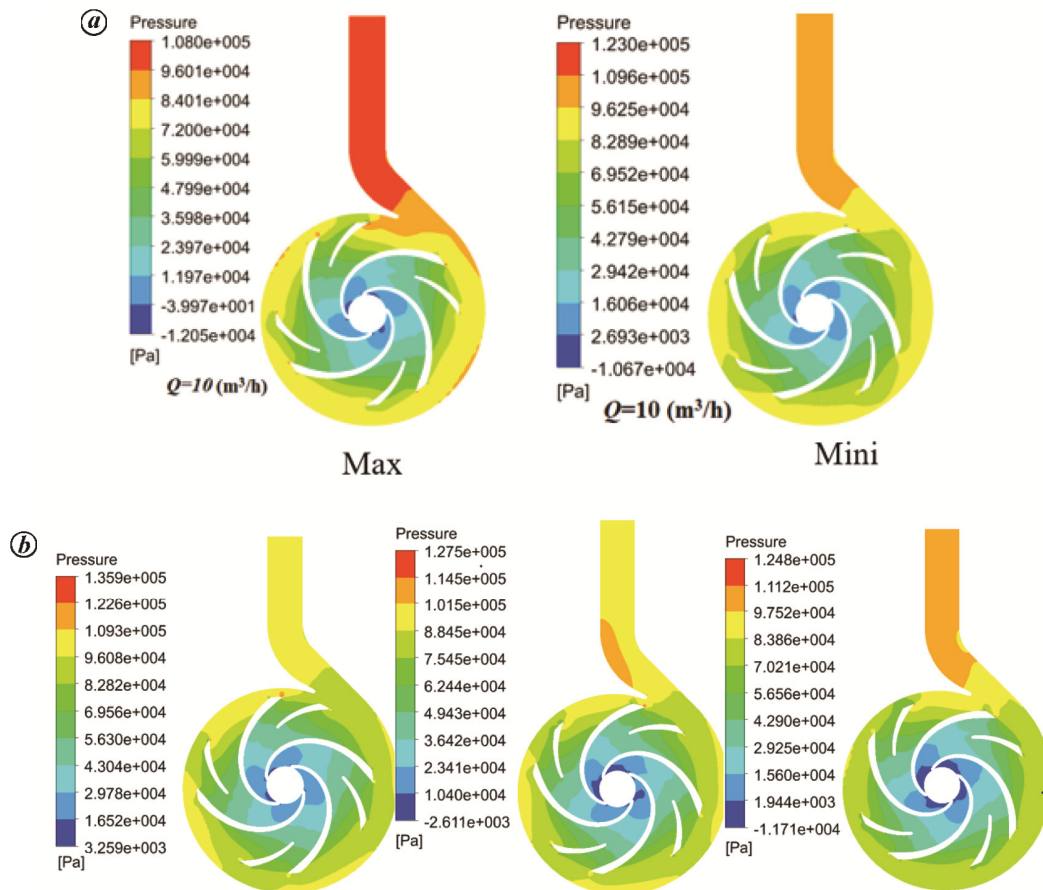 a
Pressure
1.080e+005
9.601e+004
8.401e+004
7.200e+004
5.999e+004
4.799e+004
3.598e+004
2.397e+004
1.197e+004
-3.997e+001
-1.205e+004
[Pa]
Q=10 (m³/h)
Max
Pressure
1.230e+005
1.096e+005
9.625e+004
8.289e+004
6.952e+004
5.615e+004
4.279e+004
2.942e+004
1.606e+004
2.693e+003
-1.067e+004
[Pa]
Q=10 (m³/h)
Mini
b
Pressure
1.359e+005
1.226e+005
1.093e+005
9.608e+004
8.282e+004
6.956e+004
5.630e+004
4.304e+004
2.978e+004
1.652e+004
3.259e+003
[Pa]
Pressure
1.275e+005
1.145e+005
1.015e+005
8.845e+004
7.545e+004
6.244e+004
4.943e+004
3.642e+004
2.341e+004
1.040e+004
-2.611e+003
[Pa]
Pressure
1.248e+005
1.112e+005
9.752e+004
8.386e+004
7.021e+004
5.656e+004
4.290e+004
2.925e+004
1.560e+004
1.944e+003
-1.171e+004
[Pa]